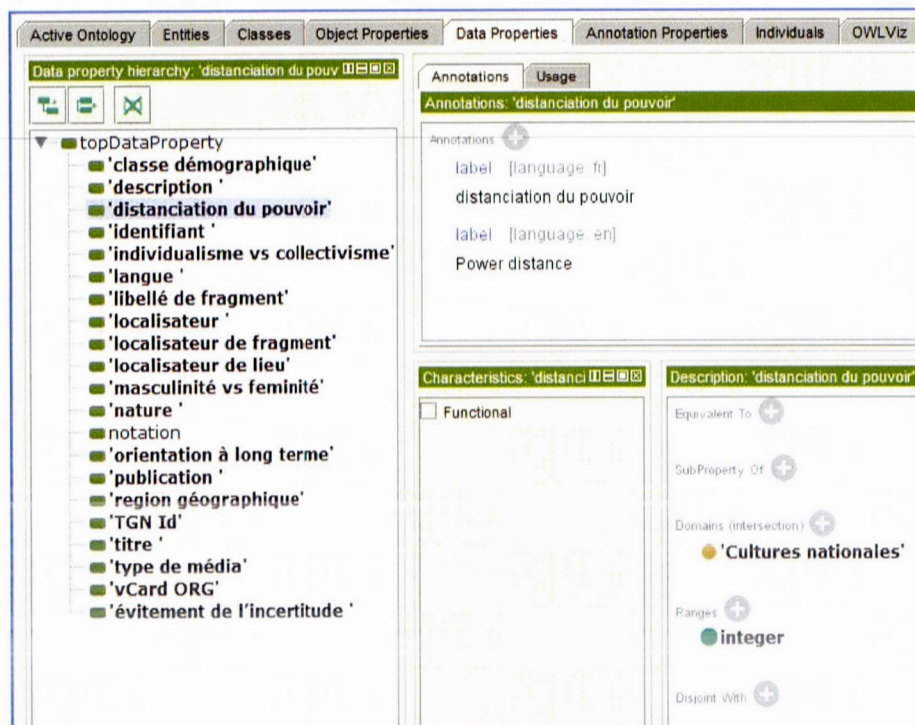 Active Ontology Entities Classes Object Properties Data Properties Annotation Properties Individuals OWLViz
Data property hierarchy: 'distanciation du pouv
topDataProperty
'classe démographique'
'description '
'distanciation du pouvoir'
'identifiant '
'individualisme vs collectivisme'
'langue '
'libellé de fragment'
'localisateur '
'localisateur de fragment'
'localisateur de lieu'
'masculinité vs feminité'
'nature '
notation
'orientation à long terme'
'publication '
'region géographique'
'TGN Id'
'titre '
'type de média'
'vCard ORG'
'évitement de l'incertitude '
Annotations Usage
Annotations: 'distanciation du pouvoir'
Annotations
label [language fr]
distanciation du pouvoir
label [language en]
Power distance
Characteristics: 'distanci
Functional
Description: 'distanciation du pouvoir'
Equivalent To
SubProperty Of
Domains (intersection)
'Cultures nationales'
Ranges
integer
Disjoint With